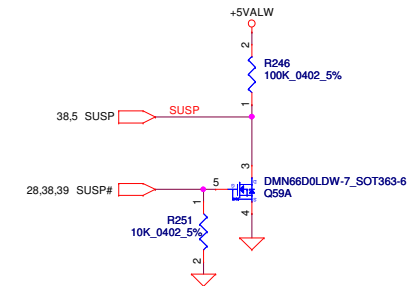 +5VALW
2
R246
100K_0402_5%
1
38,5 SUSP
SUSP
3
DMN66D0LDW-7_SOT363-6
Q59A
28,38,39 SUSP#
5
4
1
R251
10K_0402_5%
2